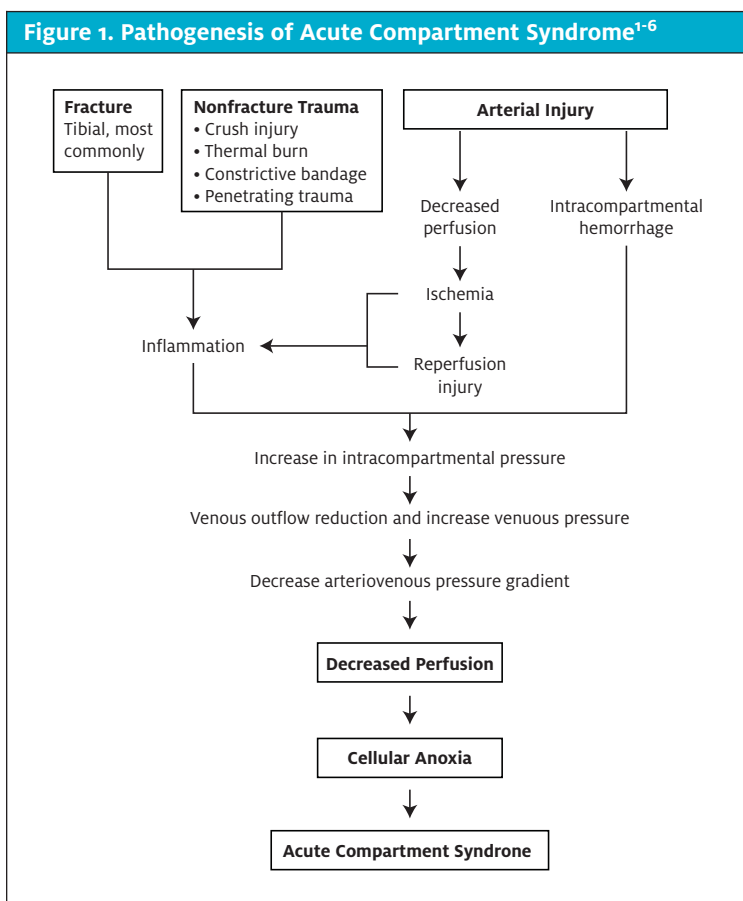 Figure 1. Pathogenesis of Acute Compartment Syndrome1-6
Fracture
Tibial, most
commonly
Nonfracture Trauma
• Crush injury
• Thermal burn
• Constrictive bandage
• Penetrating trauma
Arterial Injury
Decreased
perfusion
Intracompartmental
hemorrhage
Ischemia
Inflammation
Reperfusion
injury
Increase in intracompartmental pressure
Venous outflow reduction and increase venuous pressure
Decrease arteriovenous pressure gradient
Decreased Perfusion
Cellular Anoxia
Acute Compartment Syndrone